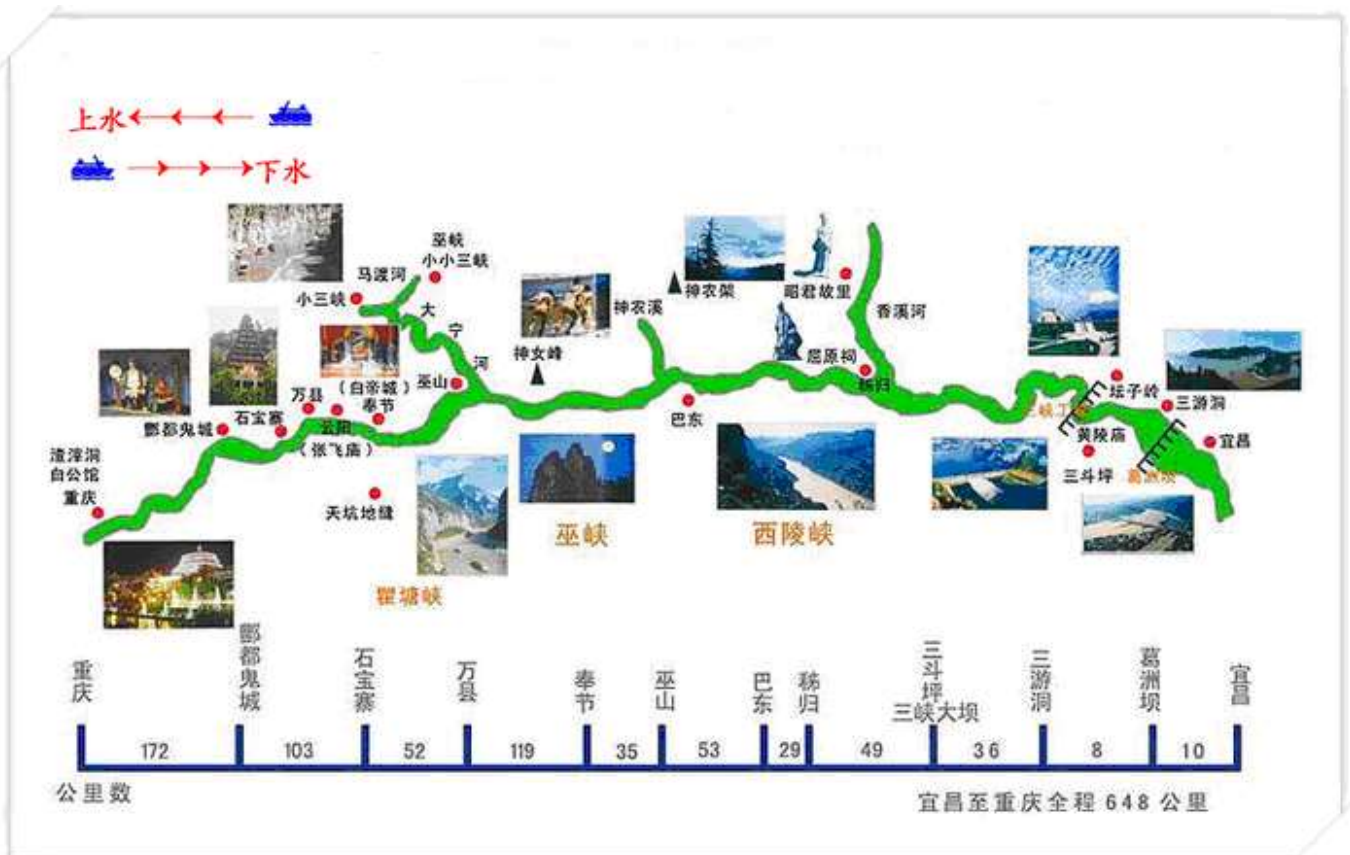 上水
下水
巫峡
小小三峡
马渡河
小三峡
大宁河
神农架
昭君故里
神农溪
香溪河
神女峰
屈原祠
万县
(白帝城)
奉节
巫山
石宝寨
酆都鬼城
云阳
(张飞庙)
巴东
秭归
三峡工
坛子岭
三游洞
黄陵庙
宜昌
三斗坪
葛洲坝
渣滓洞
白公馆
重庆
天坑地缝
巫峡
西陵峡
瞿塘峡
重庆
酆都鬼城
石宝寨
万县
奉节
巫山
巴东
秭归
三斗坪
三峡大坝
三游洞
葛洲坝
宜昌
172 103 52 119 35 53 29 49 36 8 10
公里数
宜昌至重庆全程 648 公里